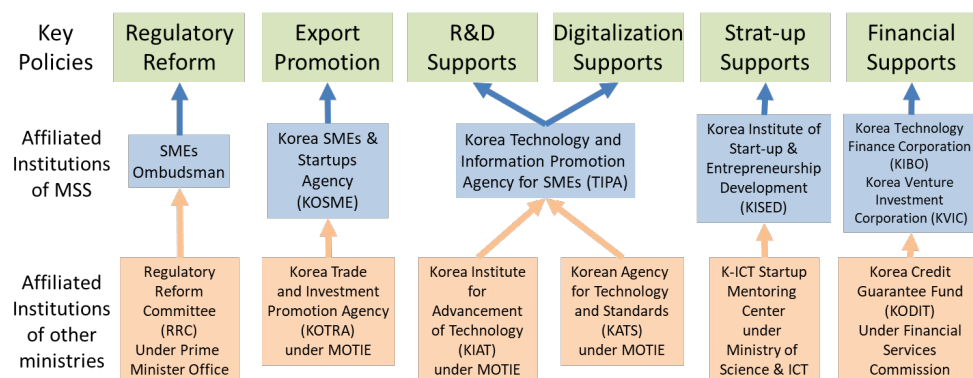 Key
Policies
Regulatory
Reform
Export
Promotion
R&D
Supports
Digitalization
Supports
Strat-up
Supports
Financial
Supports
Affiliated
Institutions
of MSS
SMEs
Ombudsman
Korea SMEs &
Startups
Agency
(KOSME)
Korea Technology and
Information Promotion
Agency for SMEs (TIPA)
Korea Institute of
Start-up &
Entrepreneurship
Development
(KISED)
Korea Technology
Finance Corporation
(KIBO)
Korea Venture
Investment
Corporation (KVIC)
Affiliated
Institutions
of other
ministries
Regulatory
Reform
Committee
(RRC)
Under Prime
Minister Office
Korea Trade
and Investment
Promotion Agency
(KOTRA)
under MOTIE
Korea Institute
for
Advancement
of Technology
(KIAT)
under MOTIE
Korean Agency
for Technology
and Standards
(KATS)
under MOTIE
K-ICT Startup
Mentoring
Center
under
Ministry of
Science & ICT
Korea Credit
Guarantee Fund
(KODIT)
Under Financial
Services
Commission